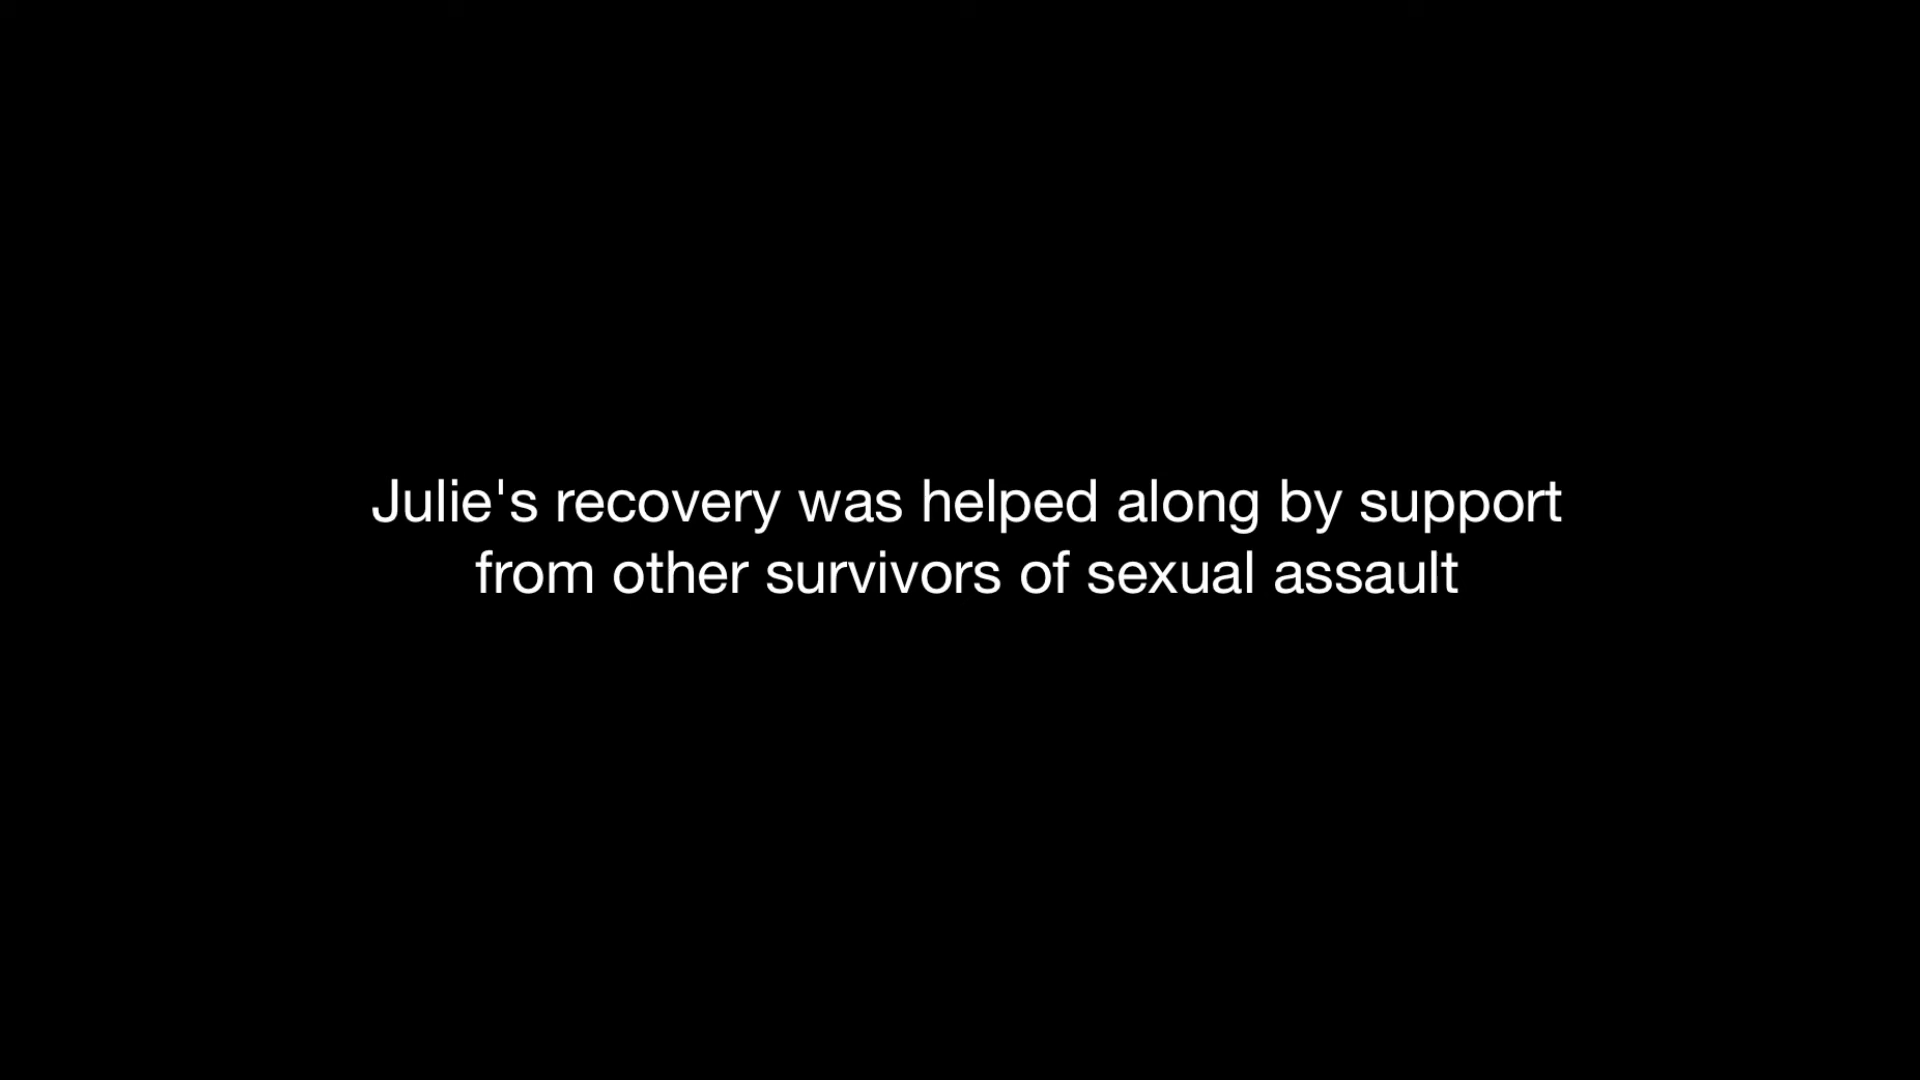 Julie's recovery was helped along by support
from other survivors of sexual assault